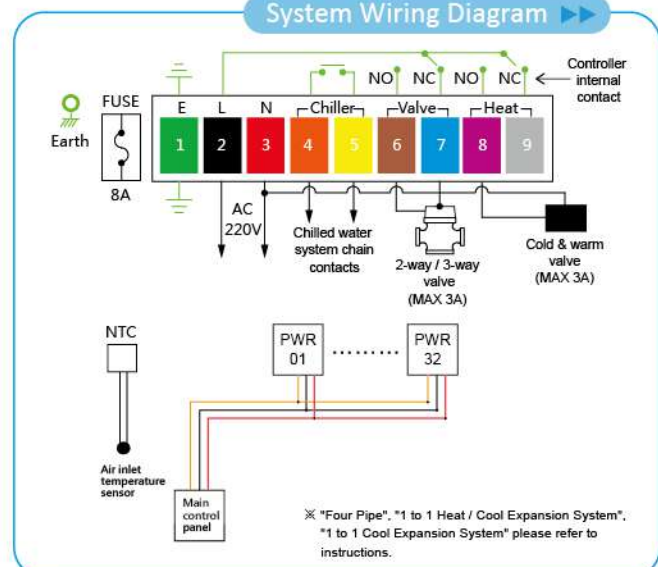 System Wiring Diagram
Controller
internal
contact
NO NC NO NC
Earth
FUSE
8A
E L N Chiller Valve Heat
1 2 3 4 5 6 7 8 9
AC
220V
Chilled water
system chain
contacts
2-way / 3-way
valve
(MAX 3A)
Cold & warm
valve
(MAX 3A)
NTC
Air inlet
temperature
sensor
PWR
01
.........
PWR
32
Main
control
panel
※ "Four Pipe", "1 to 1 Heat / Cool Expansion System",
"1 to 1 Cool Expansion System" please refer to
instructions.